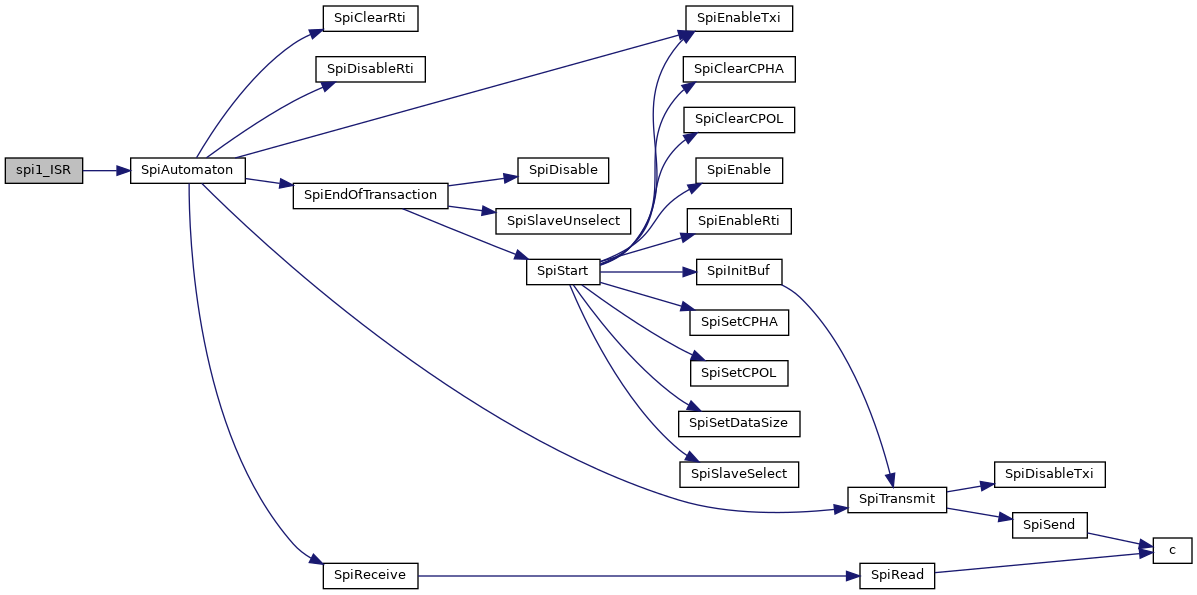 SpiClearRti
SpiEnableTxi
SpiDisableRti
SpiClearCPHA
SpiClearCPOL
spi1_ISR
SpiAutomaton
SpiDisable
SpiEnable
SpiEndOfTransaction
SpiSlaveUnselect
SpiEnableRti
SpiStart
SpiInitBuf
SpiSetCPHA
SpiSetCPOL
SpiSetDataSize
SpiSlaveSelect
SpiDisableTxi
SpiTransmit
SpiSend
c
SpiReceive
SpiRead